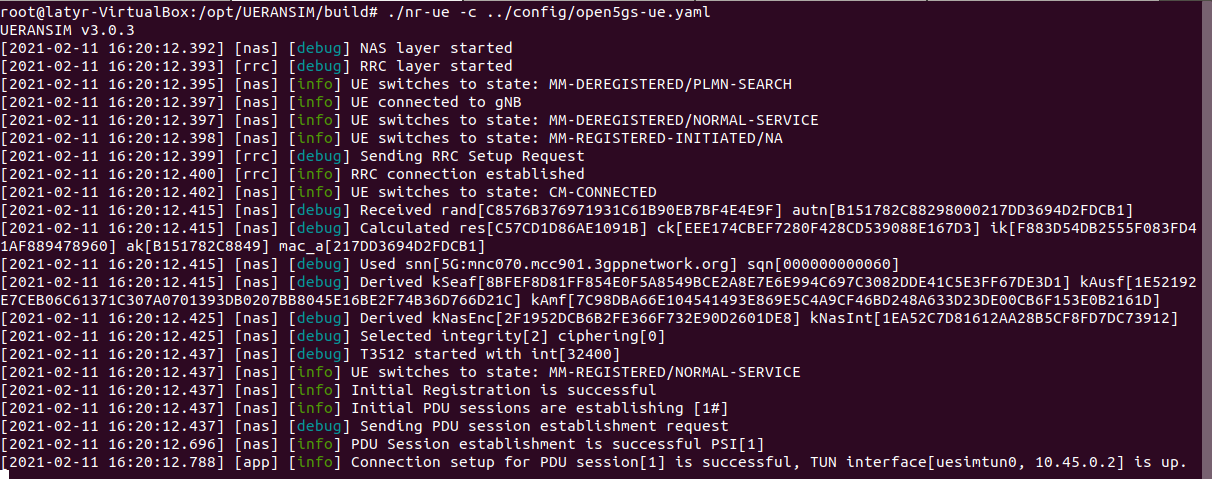 root@latyr-VirtualBox:/opt/UERANSIM/build# ./nr-ue -c ../config/open5gs-ue.yaml
UERANSIM v3.0.3
[2021-02-11 16:20:12.392] [nas] [debug] NAS layer started
[2021-02-11 16:20:12.393] [rrc] [debug] RRC layer started
[2021-02-11 16:20:12.395] [nas] [info] UE switches to state: MM-DEREGISTERED/PLMN-SEARCH
[2021-02-11 16:20:12.397] [nas] [info] UE connected to gNB
[2021-02-11 16:20:12.397] [nas] [info] UE switches to state: MM-DEREGISTERED/NORMAL-SERVICE
[2021-02-11 16:20:12.398] [nas] [info] UE switches to state: MM-REGISTERED-INITIATED/NA
[2021-02-11 16:20:12.399] [rrc] [debug] Sending RRC Setup Request
[2021-02-11 16:20:12.400] [rrc] [info] RRC connection established
[2021-02-11 16:20:12.402] [nas] [info] UE switches to state: CM-CONNECTED
[2021-02-11 16:20:12.415] [nas] [debug] Received rand[C8576B376971931C61B90EB7BF4E4E9F] autn[B151782C88298000217DD3694D2FDCB1]
[2021-02-11 16:20:12.415] [nas] [debug] Calculated res[C57CD1D86AE1091B] ck[EEE174CBEF7280F428CD539088E167D3] ik[F883D54DB2555F083FD4
1AF889478960] ak[B151782C8849] mac_a[217DD3694D2FDCB1]
[2021-02-11 16:20:12.415] [nas] [debug] Used snn[5G:mnc070.mcc901.3gppnetwork.org] sqn[000000000060]
[2021-02-11 16:20:12.415] [nas] [debug] Derived kSeaf[8BFEF8D81FF854E0F5A8549BCE2A8E7E6E994C697C3082DDE41C5E3FF67DE3D1] kAusf[1E52192
E7CEB06C61371C307A0701393DB0207BB8045E16BE2F74B36D766D21C] kAmf[7C98DBA66E104541493E869E5C4A9CF46BD248A633D23DE00CB6F153E0B2161D]
[2021-02-11 16:20:12.425] [nas] [debug] Derived kNasEnc[2F1952DCB6B2FE366F732E90D2601DE8] kNasInt[1EA52C7D81612AA28B5CF8FD7DC73912]
[2021-02-11 16:20:12.425] [nas] [debug] Selected integrity[2] ciphering[0]
[2021-02-11 16:20:12.437] [nas] [debug] T3512 started with int[32400]
[2021-02-11 16:20:12.437] [nas] [info] UE switches to state: MM-REGISTERED/NORMAL-SERVICE
[2021-02-11 16:20:12.437] [nas] [info] Initial Registration is successful
[2021-02-11 16:20:12.437] [nas] [info] Initial PDU sessions are establishing [1#]
[2021-02-11 16:20:12.437] [nas] [debug] Sending PDU session establishment request
[2021-02-11 16:20:12.696] [nas] [info] PDU Session establishment is successful PSI[1]
[2021-02-11 16:20:12.788] [app] [info] Connection setup for PDU session[1] is successful, TUN interface[uesimtun0, 10.45.0.2] is up.